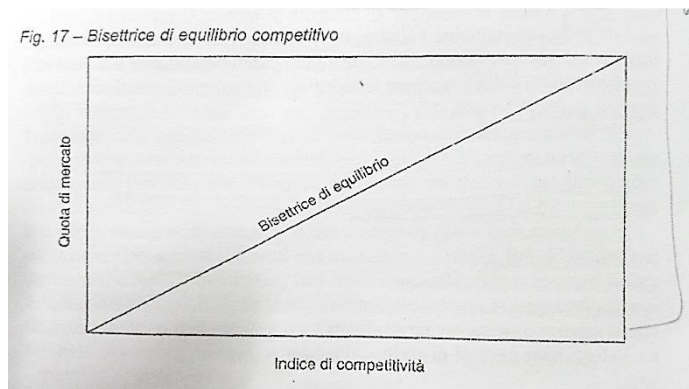 Fig. 17 – Bisettrice di equilibrio competitivo
Quota di mercato
Bisettrice di equilibrio
Indice di competitività